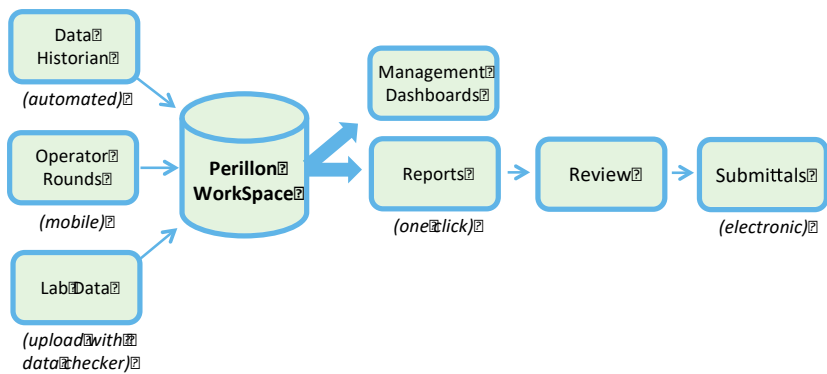 Data
Historian
(automated)
Operator
Rounds
(mobile)
Lab Data
(upload with
data checker)
Perillon
WorkSpace
Management
Dashboards
Reports
(one click)
Review
Submittals
(electronic)